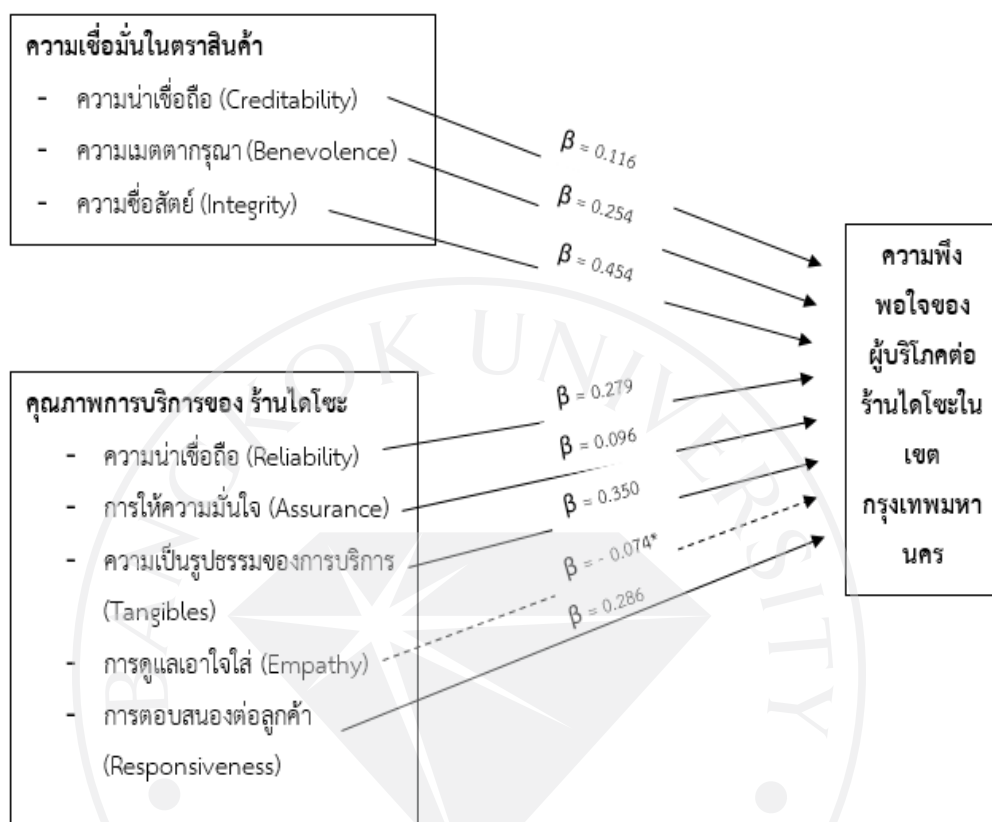 ความเชื่อมั่นในตราสินค้า
- ความน่าเชื่อถือ (Creditability)
- ความเมตตากรุณา (Benevolence)
- ความซื่อสัตย์ (Integrity)
β = 0.116
β = 0.254
β = 0.454
ความพึง
พอใจของ
ผู้บริโภคต่อ
ร้านไดโซะใน
เขต
กรุงเทพมหา
นคร
คุณภาพการบริการของ ร้านไดโซะ
- ความน่าเชื่อถือ (Reliability)
- การให้ความมั่นใจ (Assurance)
- ความเป็นรูปธรรมของการบริการ
(Tangibles)
- การดูแลเอาใจใส่ (Empathy)
- การตอบสนองต่อลูกค้า
(Responsiveness)
β = 0.279
β = 0.096
β = 0.350
β = - 0.074*
β = 0.286
BANGKOK UNIVERSITY